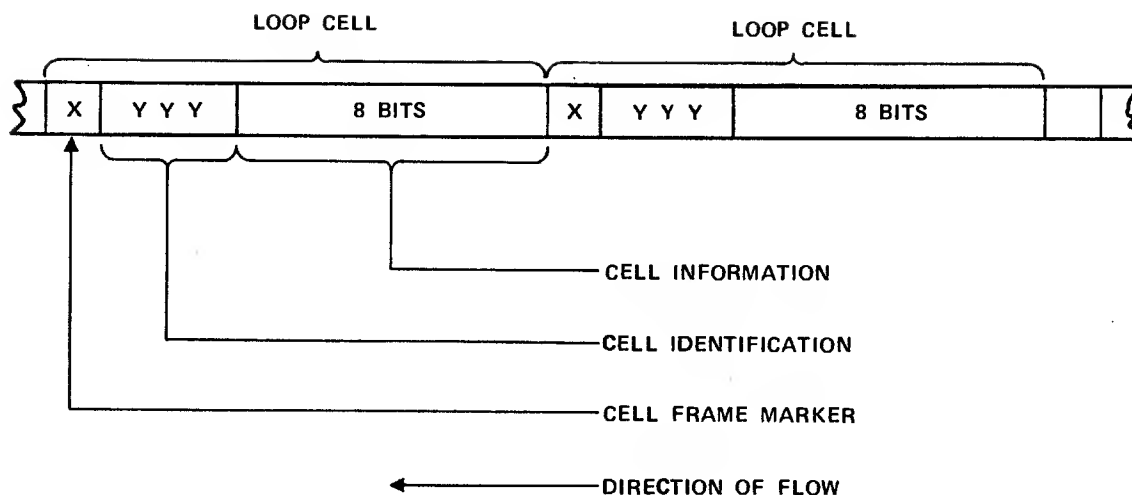 LOOP CELL
LOOP CELL
X
Y Y Y
8 BITS
X
Y Y Y
8 BITS
CELL INFORMATION
CELL IDENTIFICATION
CELL FRAME MARKER
DIRECTION OF FLOW